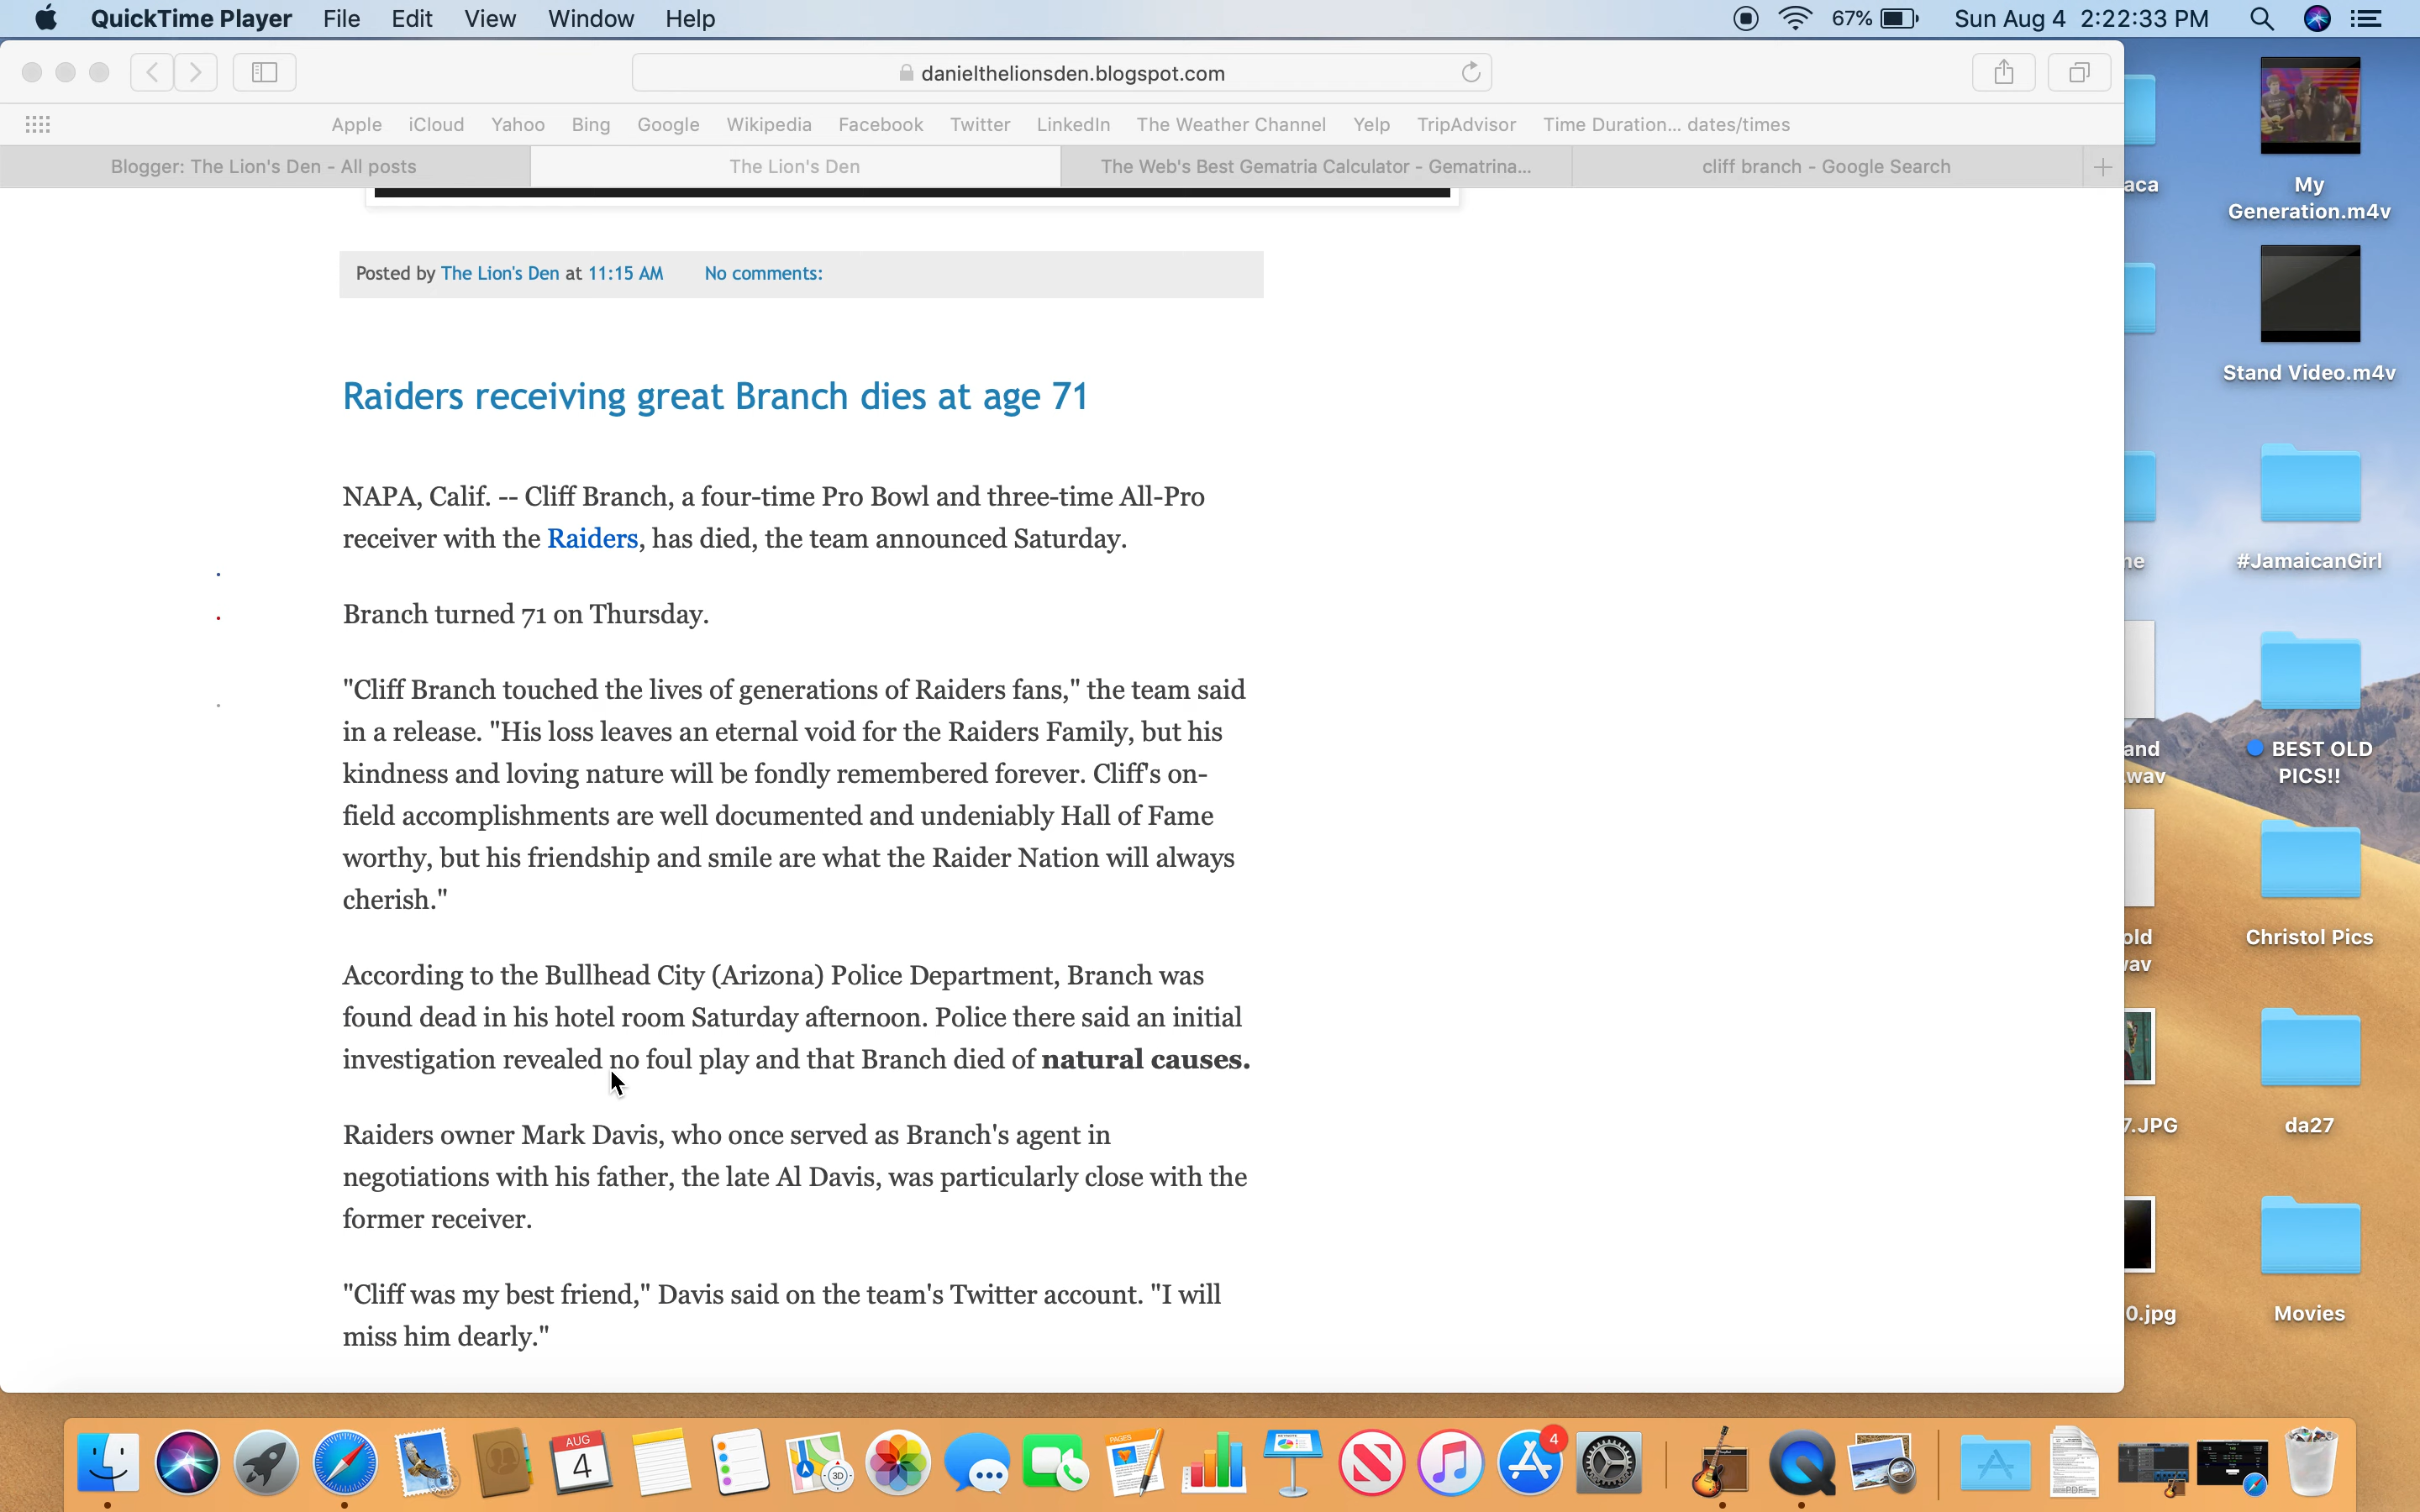 QuickTime Player File Edit View Window Help 67% Sun Aug 4 2:22:33 PM
danielthelionsden.blogspot.com
Apple iCloud Yahoo Bing Google Wikipedia Facebook Twitter LinkedIn The Weather Channel Yelp TripAdvisor Time Duration... dates/times
Blogger: The Lion's Den - All posts The Lion's Den The Web's Best Gematria Calculator - Gematrina... cliff branch - Google Search
Posted by The Lion's Den at 11:15 AM No comments:
Raiders receiving great Branch dies at age 71
NAPA, Calif. -- Cliff Branch, a four-time Pro Bowl and three-time All-Pro
receiver with the Raiders, has died, the team announced Saturday.
Branch turned 71 on Thursday.
"Cliff Branch touched the lives of generations of Raiders fans," the team said
in a release. "His loss leaves an eternal void for the Raiders Family, but his
kindness and loving nature will be fondly remembered forever. Cliff's on-
field accomplishments are well documented and undeniably Hall of Fame
worthy, but his friendship and smile are what the Raider Nation will always
cherish."
According to the Bullhead City (Arizona) Police Department, Branch was
found dead in his hotel room Saturday afternoon. Police there said an initial
investigation revealed no foul play and that Branch died of natural causes.
Raiders owner Mark Davis, who once served as Branch's agent in
negotiations with his father, the late Al Davis, was particularly close with the
former receiver.
"Cliff was my best friend," Davis said on the team's Twitter account. "I will
miss him dearly."
aca
My
Generation.m4v
Stand Video.m4v
#JamaicanGirl
and
.wav
BEST OLD
PICS!!
old
Christol Pics
7.JPG
da27
0.jpg
Movies
AUG
4
PAGES
3D
4
PDF